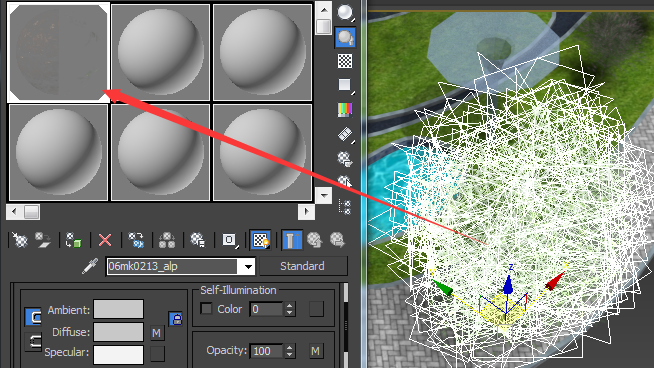 06mk0213_alp Standard
Self-Illumination
Ambient: Color 0
Diffuse: M
Specular:
Opacity: 100 M
z